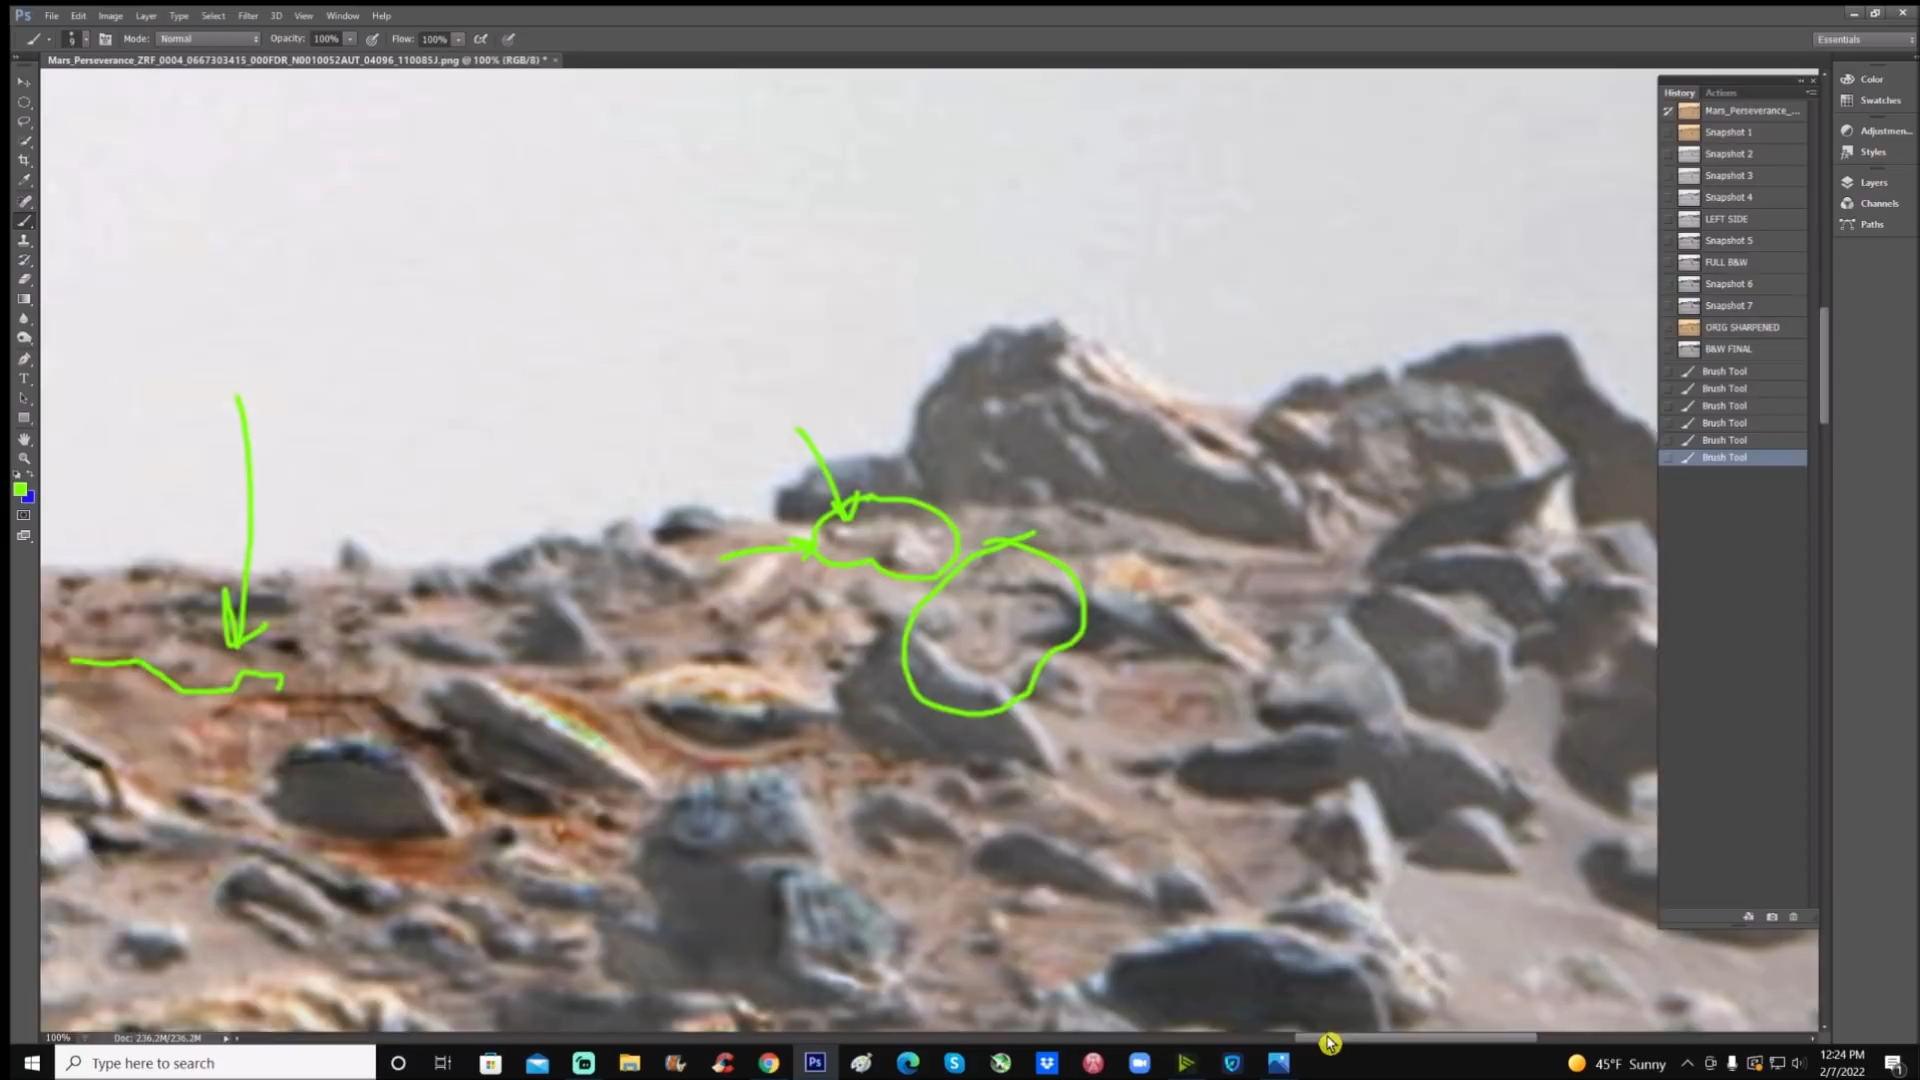 Ps File Edit Image Layer Type Select Filter 3D View Window Help
9 Mode: Normal Opacity: 100% Flow: 100% Essentials
Mars_Perseverance_ZRF_0004_0667303415_000FDR_N0010052AUT_04096_110085J.png @ 100% (RGB/8) *
History Actions
Mars_Perseverance_...
Snapshot 1
Snapshot 2
Snapshot 3
Snapshot 4
LEFT SIDE
Snapshot 5
FULL B&W
Snapshot 6
Snapshot 7
ORIG SHARPENED
B&W FINAL
Brush Tool
Brush Tool
Brush Tool
Brush Tool
Brush Tool
Brush Tool
Color
Swatches
Adjustmen...
Styles
Layers
Channels
Paths
100% Doc: 236.2M/236.2M
Type here to search
Ps
45°F Sunny
12:24 PM
2/7/2022
1